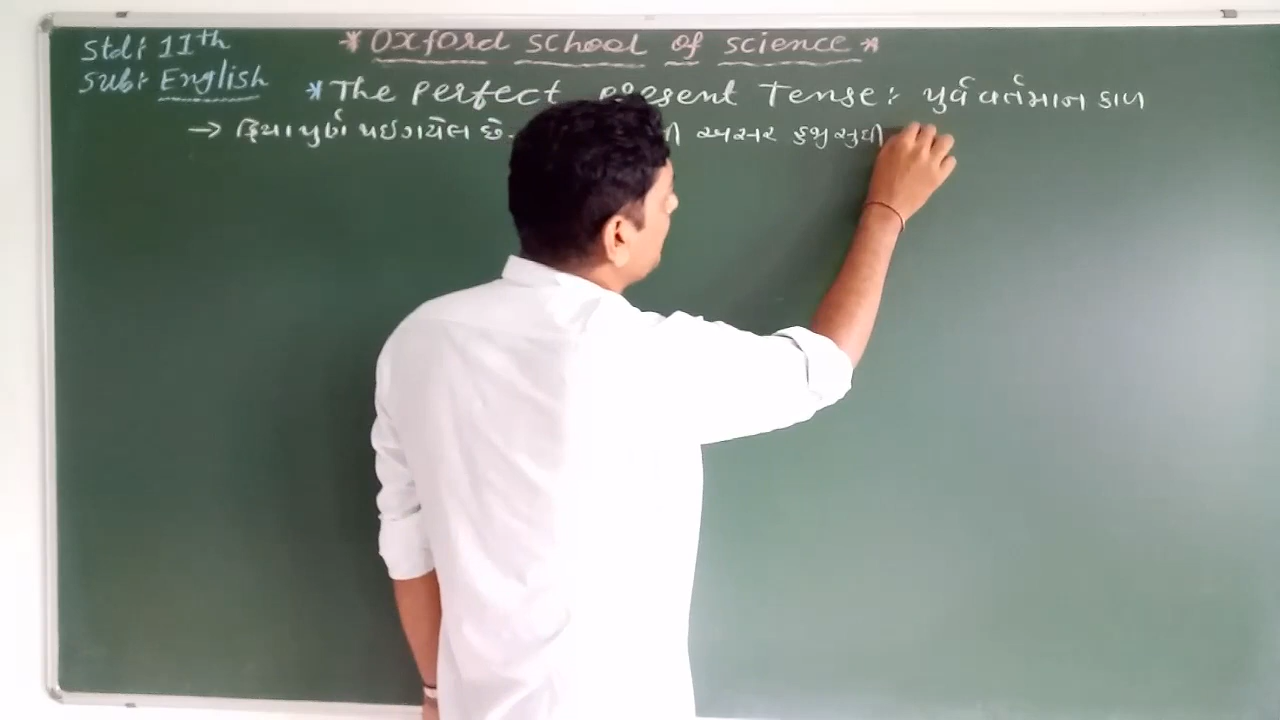 Std: 11th
* Oxford school of science *
Sub: English
* The Perfect present Tense : પુર્વ વર્તમાન કાળ
→ ક્રિયા પુર્ણ થઇ ગયેલ છે. અસર હજુ સુધી